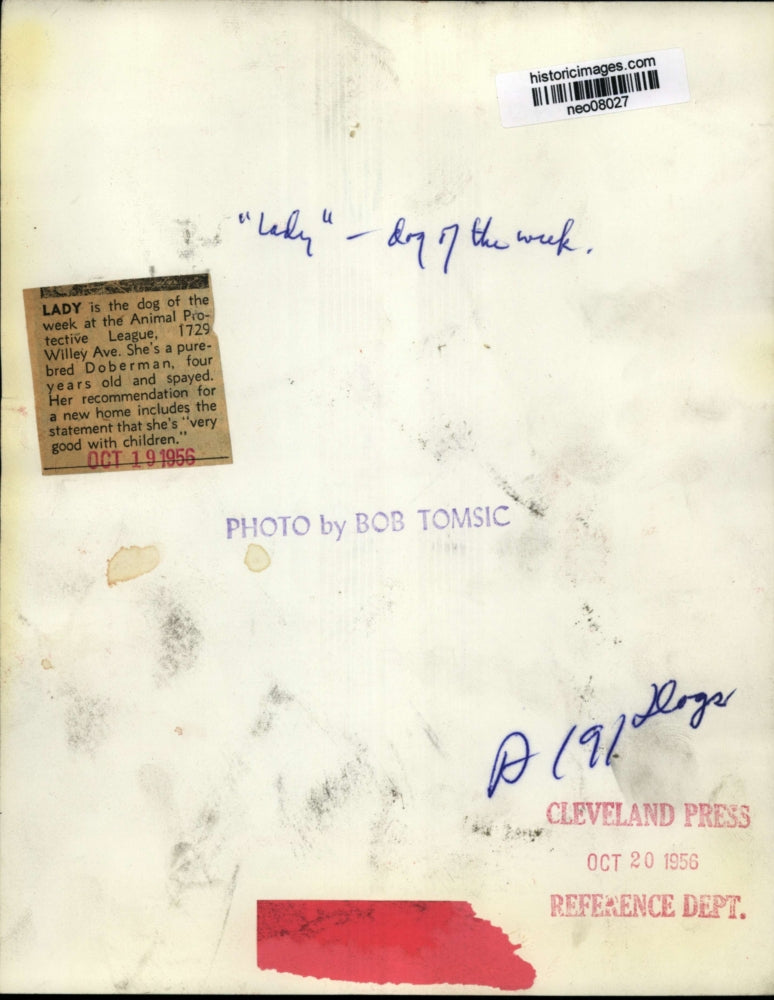 historicimages.com
neo08027
"Lady" – dog of the week.
LADY is the dog of the
week at the Animal Pro-
tective League, 1729
Willey Ave. She's a pure-
bred Doberman, four
years old and spayed.
Her recommendation for
a new home includes the
statement that she's "very
good with children."
OCT 19 1956
PHOTO by BOB TOMSIC
Dogs
CLEVELAND PRESS
OCT 20 1956
REFERENCE DEPT.